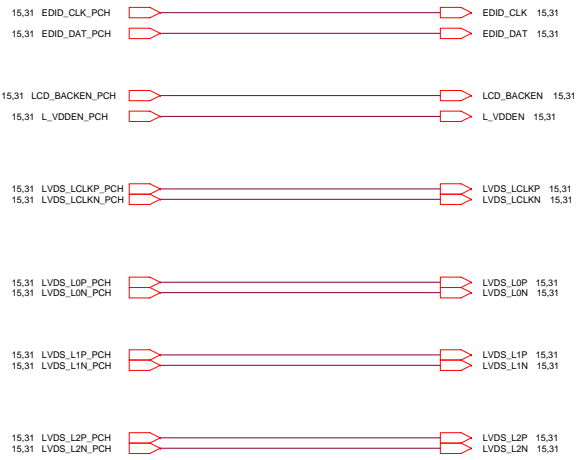 15,31 EDID_CLK_PCH EDID_CLK 15,31
15,31 EDID_DAT_PCH EDID_DAT 15,31
15,31 LCD_BACKEN_PCH LCD_BACKEN 15,31
15,31 L_VDDEN_PCH L_VDDEN 15,31
15,31 LVDS_LCLKP_PCH LVDS_LCLKP 15,31
15,31 LVDS_LCLKN_PCH LVDS_LCLKN 15,31
15,31 LVDS_L0P_PCH LVDS_L0P 15,31
15,31 LVDS_L0N_PCH LVDS_L0N 15,31
15,31 LVDS_L1P_PCH LVDS_L1P 15,31
15,31 LVDS_L1N_PCH LVDS_L1N 15,31
15,31 LVDS_L2P_PCH LVDS_L2P 15,31
15,31 LVDS_L2N_PCH LVDS_L2N 15,31